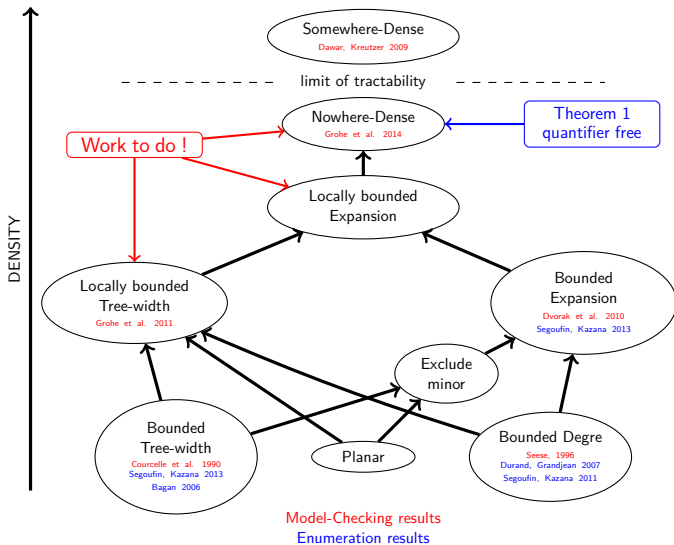 Somewhere-Dense
Dawar, Kreutzer 2009
limit of tractability
Nowhere-Dense
Grohe et al. 2014
Theorem 1
quantifier free
Work to do !
Locally bounded
Expansion
DENSITY
Locally bounded
Tree-width
Grohe et al. 2011
Bounded
Expansion
Dvorak et al. 2010
Segoufin, Kazana 2013
Exclude
minor
Bounded
Tree-width
Courcelle et al. 1990
Segoufin, Kazana 2013
Bagan 2006
Planar
Bounded Degre
Seese, 1996
Durand, Grandjean 2007
Segoufin, Kazana 2011
Model-Checking results
Enumeration results